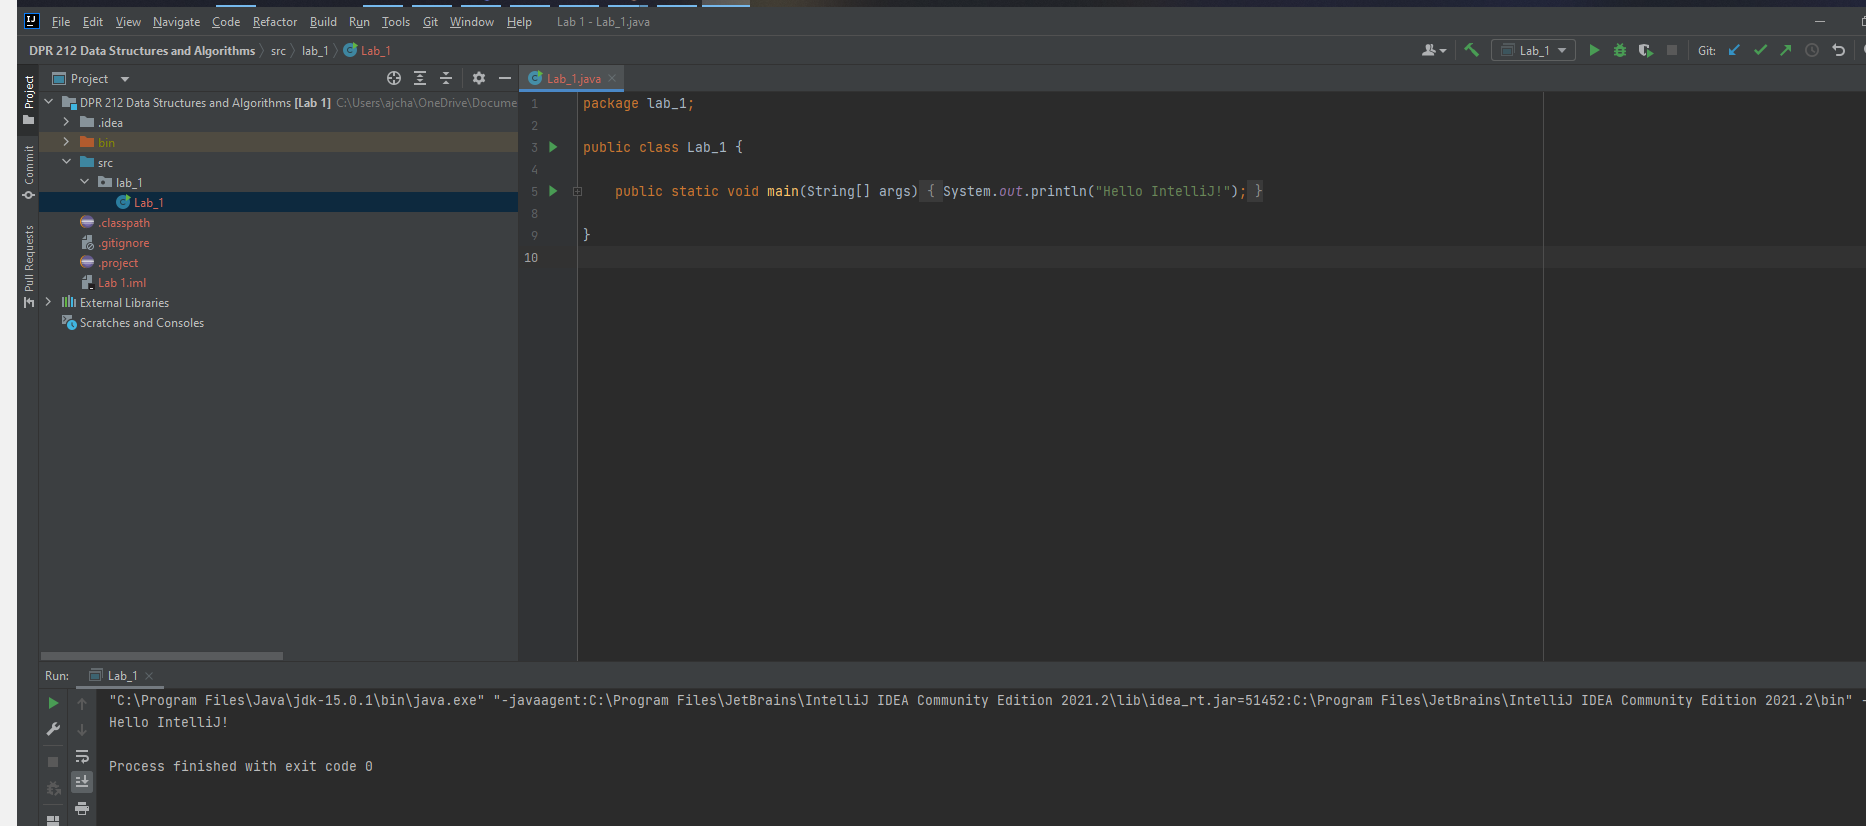 File Edit View Navigate Code Refactor Build Run Tools Git Window Help Lab 1 - Lab_1.java
DPR 212 Data Structures and Algorithms src lab_1 Lab_1
Lab_1 Git:
Project
Commit
Pull Requests
Project
DPR 212 Data Structures and Algorithms [Lab 1] C:\Users\ajcha\OneDrive\Docume
.idea
bin
src
lab_1
Lab_1
.classpath
.gitignore
.project
Lab 1.iml
External Libraries
Scratches and Consoles
Lab_1.java
1 package lab_1;
2
3 public class Lab_1 {
4
5 public static void main(String[] args) { System.out.println("Hello IntelliJ!"); }
8
9 }
10
Run: Lab_1
"C:\Program Files\Java\jdk-15.0.1\bin\java.exe" "-javaagent:C:\Program Files\JetBrains\IntelliJ IDEA Community Edition 2021.2\lib\idea_rt.jar=51452:C:\Program Files\JetBrains\IntelliJ IDEA Community Edition 2021.2\bin" -
Hello IntelliJ!
Process finished with exit code 0